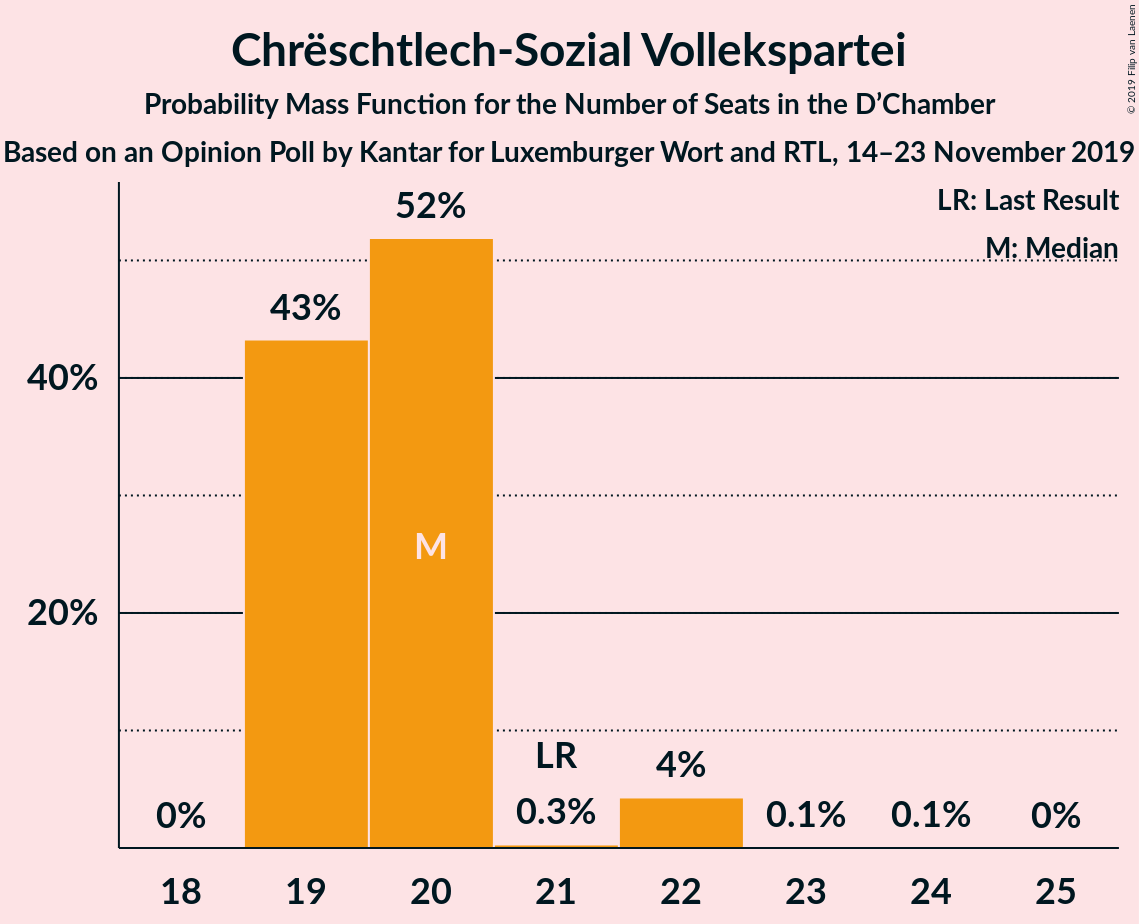 Chrëschtlech-Sozial Vollekspartei
Probability Mass Function for the Number of Seats in the D’Chamber
Based on an Opinion Poll by Kantar for Luxemburger Wort and RTL, 14–23 November 2019
© 2019 Filip van Laenen
LR: Last Result
M: Median
52%
43%
40%
M
20%
LR
0% 0.3% 4% 0.1% 0.1% 0%
18 19 20 21 22 23 24 25